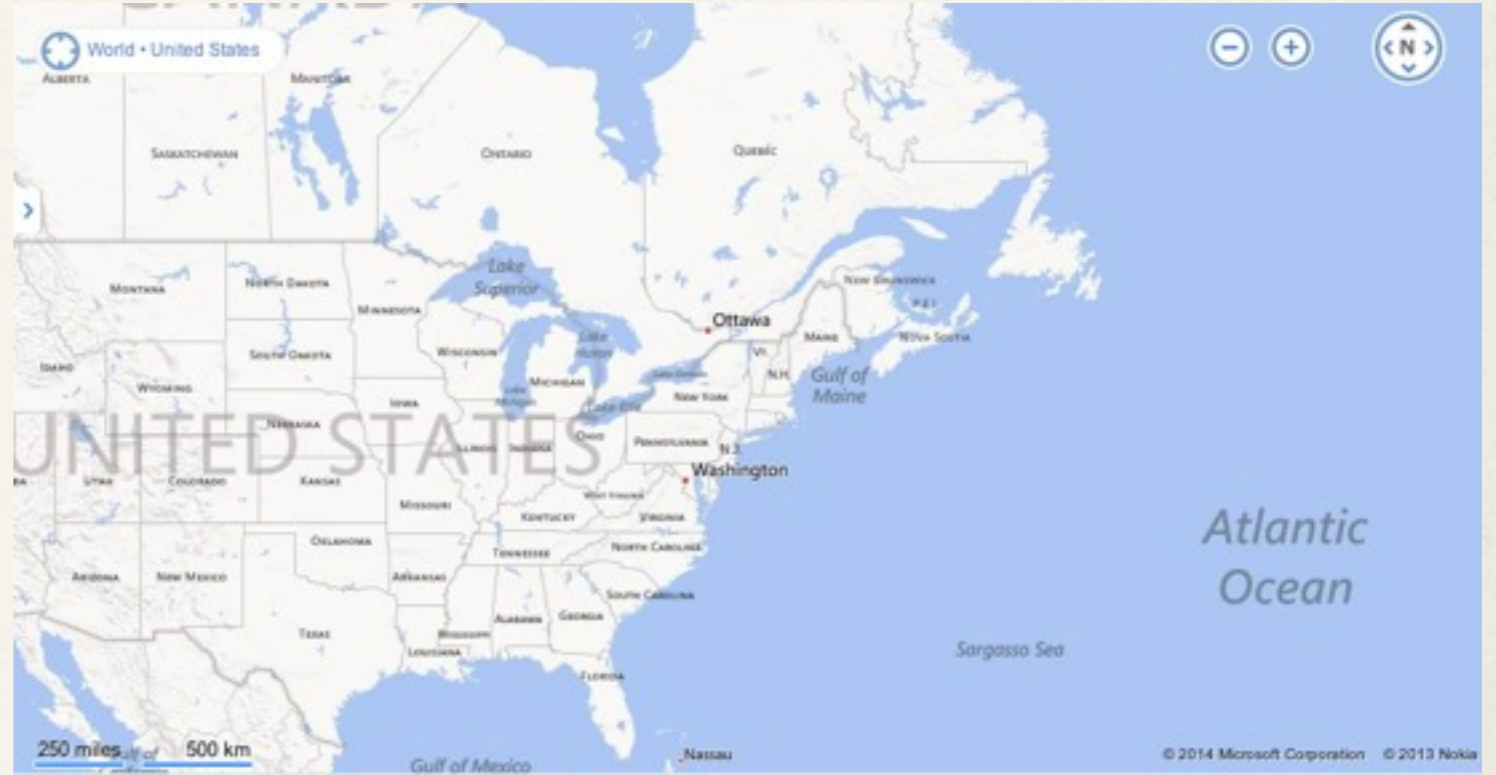 World • United States
N
ALBERTA
MANITOBA
SASKATCHEWAN
ONTARIO
QUEBEC
Lake
Superior
MONTANA
NORTH DAKOTA
MINNESOTA
NEW BRUNSWICK
P.E.I.
Ottawa
Lake
Huron
MAINE
NOVA SCOTIA
SOUTH DAKOTA
WISCONSIN
VT.
IDAHO
WYOMING
MICHIGAN
N.H.
Gulf of
Maine
Lake
Michigan
NEW YORK
IOWA
Lake Erie
NEBRASKA
UNITED STATES
ILLINOIS
INDIANA
OHIO
PENNSYLVANIA
N.J.
Washington
UTAH
COLORADO
KANSAS
MISSOURI
WEST VIRGINIA
KENTUCKY
VIRGINIA
OKLAHOMA
TENNESSEE
NORTH CAROLINA
Atlantic
Ocean
ARIZONA
NEW MEXICO
ARKANSAS
SOUTH CAROLINA
ALABAMA
GEORGIA
TEXAS
MISSISSIPPI
LOUISIANA
Sargasso Sea
FLORIDA
250 miles
500 km
Nassau
Gulf of Mexico
© 2014 Microsoft Corporation
© 2013 Nokia